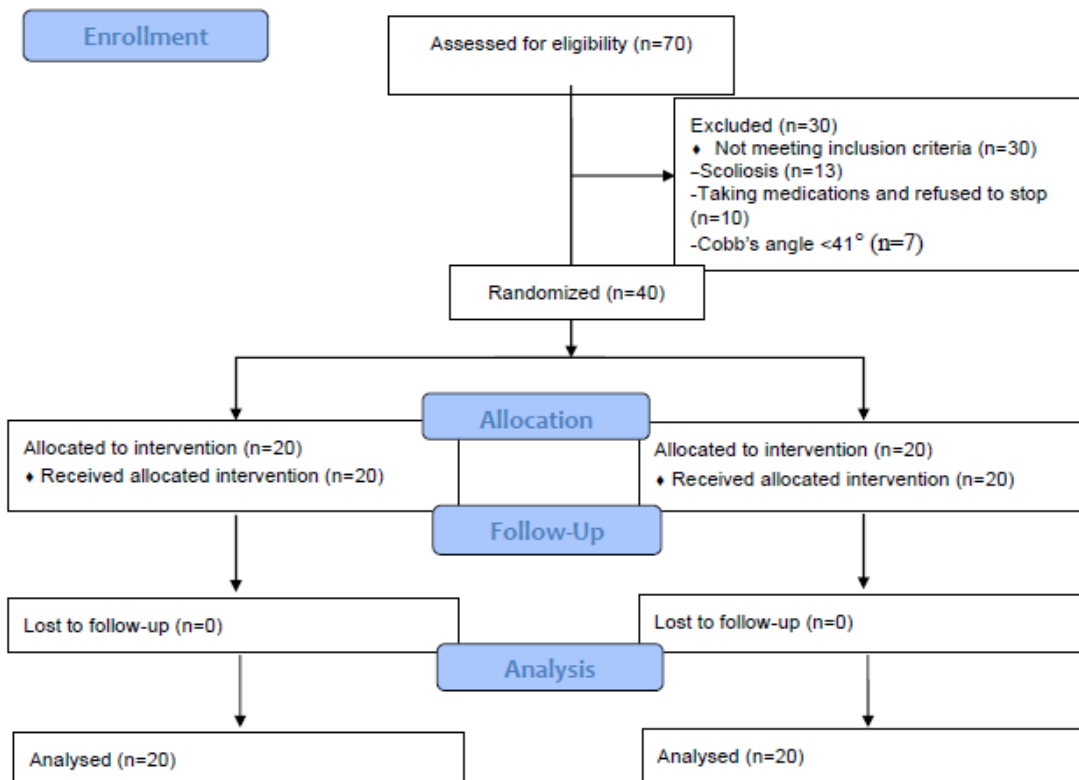 Enrollment
Assessed for eligibility (n=70)
Excluded (n=30)
♦ Not meeting inclusion criteria (n=30)
-Scoliosis (n=13)
-Taking medications and refused to stop
(n=10)
-Cobb's angle <41° (n=7)
Randomized (n=40)
Allocation
Allocated to intervention (n=20)
♦ Received allocated intervention (n=20)
Allocated to intervention (n=20)
♦ Received allocated intervention (n=20)
Follow-Up
Lost to follow-up (n=0)
Lost to follow-up (n=0)
Analysis
Analysed (n=20)
Analysed (n=20)